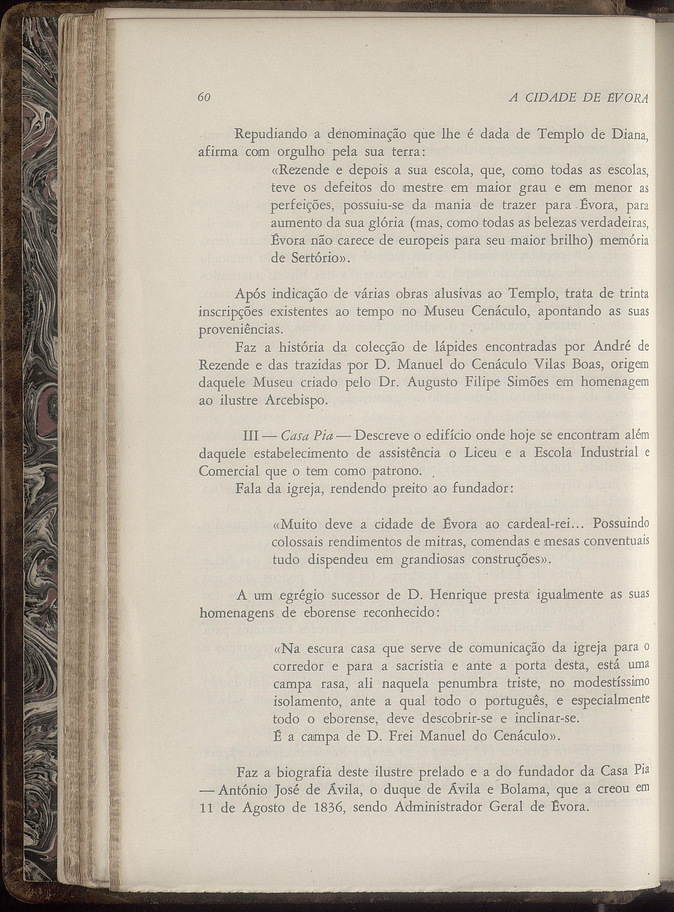 60 A CIDADE DE ÉVORA
Repudiando a denominação que lhe é dada de Templo de Diana,
afirma com orgulho pela sua terra:
«Rezende e depois a sua escola, que, como todas as escolas,
teve os defeitos do mestre em maior grau e em menor as
perfeições, possuiu-se da mania de trazer para Évora, para
aumento da sua glória (mas, como todas as belezas verdadeiras,
Évora não carece de europeis para seu maior brilho) memória
de Sertório».
Após indicação de várias obras alusivas ao Templo, trata de trinta
inscripções existentes ao tempo no Museu Cenáculo, apontando as suas
proveniências.
Faz a história da colecção de lápides encontradas por André de
Rezende e das trazidas por D. Manuel do Cenáculo Vilas Boas, origem
daquele Museu criado pelo Dr. Augusto Filipe Simões em homenagem
ao ilustre Arcebispo.
III — Casa Pia — Descreve o edifício onde hoje se encontram além
daquele estabelecimento de assistência o Liceu e a Escola Industrial e
Comercial que o tem como patrono.
Fala da igreja, rendendo preito ao fundador:
«Muito deve a cidade de Évora ao cardeal-rei... Possuindo
colossais rendimentos de mitras, comendas e mesas conventuais
tudo dispendeu em grandiosas construções».
A um egrégio sucessor de D. Henrique presta igualmente as suas
homenagens de eborense reconhecido:
«Na escura casa que serve de comunicação da igreja para o
corredor e para a sacristia e ante a porta desta, está uma
campa rasa, ali naquela penumbra triste, no modestíssimo
isolamento, ante a qual todo o português, e especialmente
todo o eborense, deve descobrir-se e inclinar-se.
É a campa de D. Frei Manuel do Cenáculo».
Faz a biografia deste ilustre prelado e a do fundador da Casa Pia
— António José de Ávila, o duque de Ávila e Bolama, que a creou em
11 de Agosto de 1836, sendo Administrador Geral de Évora.